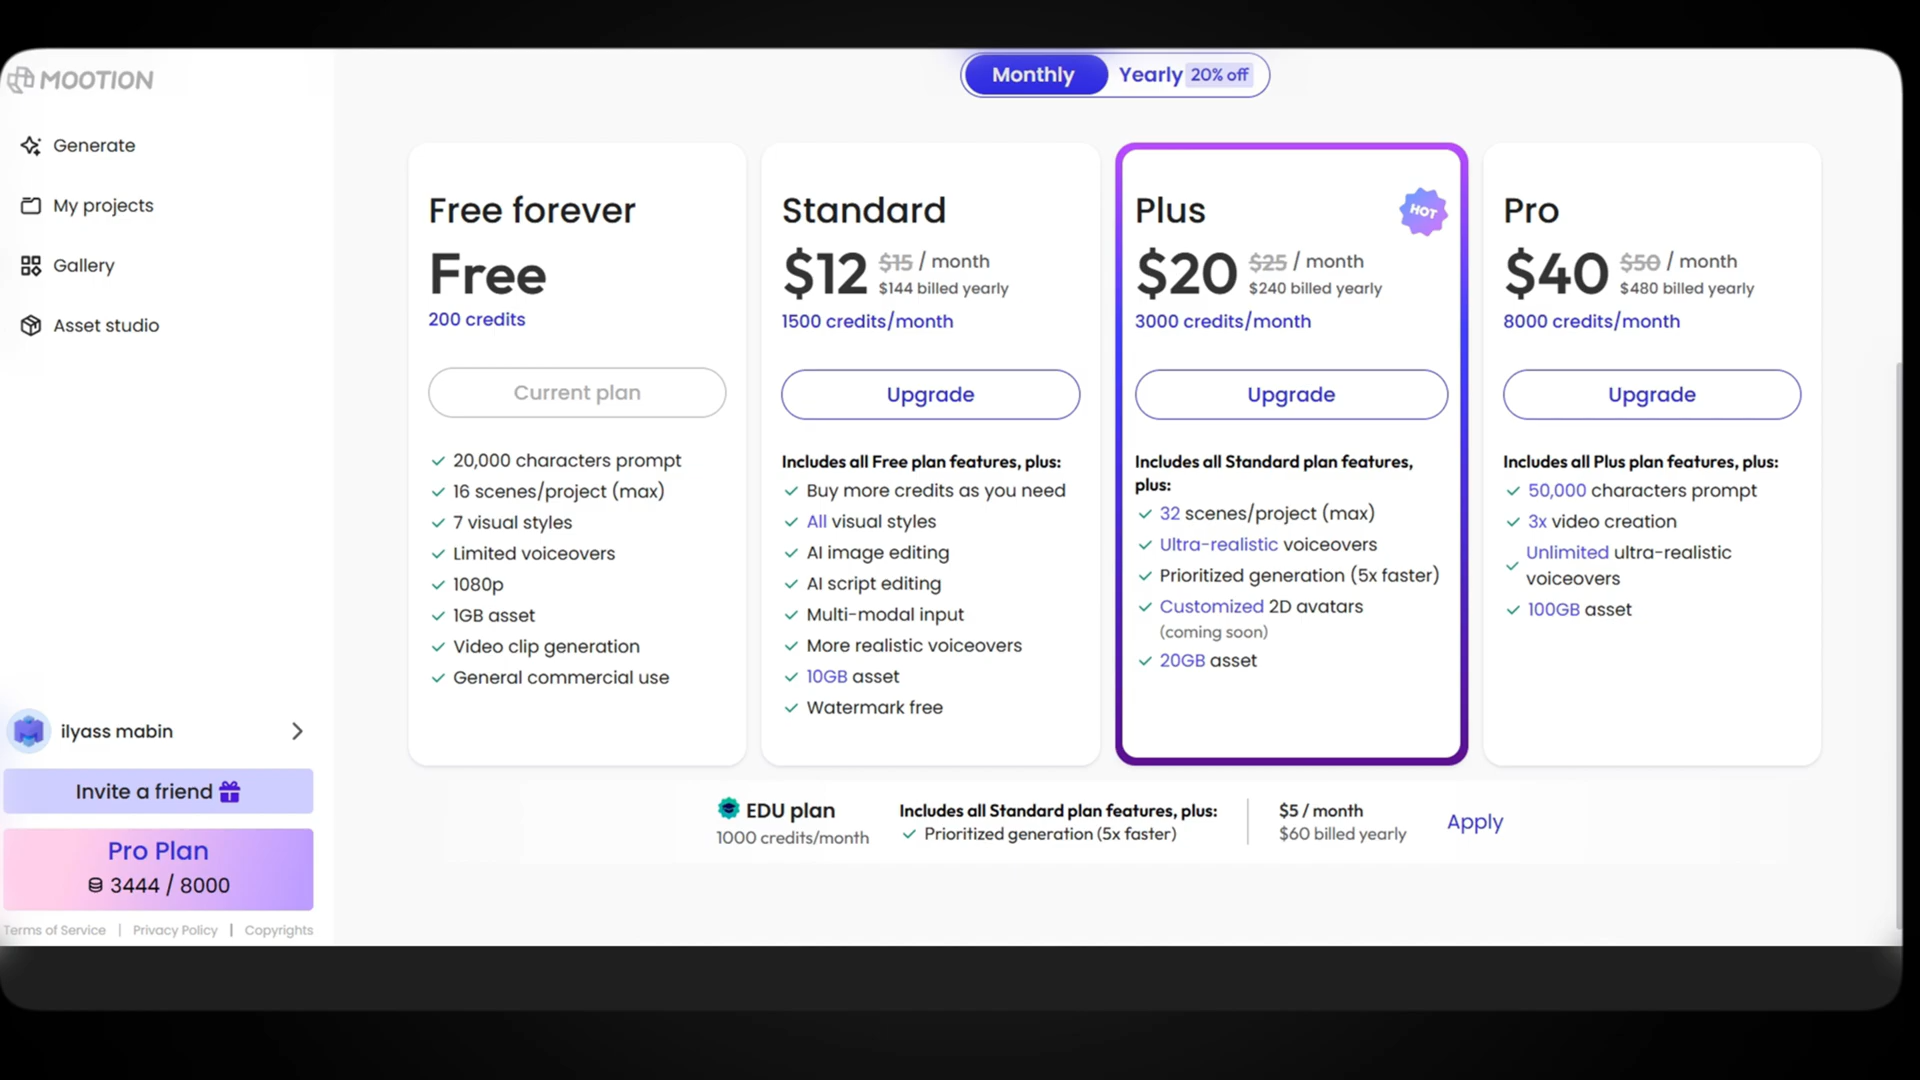 MOOTION
Generate
My projects
Gallery
Asset studio
ilyass mabin
Invite a friend
Pro Plan
3444 / 8000
Terms of Service | Privacy Policy | Copyrights
Monthly Yearly 20% off
Free forever
Free
200 credits
Current plan
20,000 characters prompt
16 scenes/project (max)
7 visual styles
Limited voiceovers
1080p
1GB asset
Video clip generation
General commercial use
Standard
$12 $15 / month
$144 billed yearly
1500 credits/month
Upgrade
Includes all Free plan features, plus:
Buy more credits as you need
All visual styles
AI image editing
AI script editing
Multi-modal input
More realistic voiceovers
10GB asset
Watermark free
Plus
HOT
$20 $25 / month
$240 billed yearly
3000 credits/month
Upgrade
Includes all Standard plan features,
plus:
32 scenes/project (max)
Ultra-realistic voiceovers
Prioritized generation (5x faster)
Customized 2D avatars
(coming soon)
20GB asset
Pro
$40 $50 / month
$480 billed yearly
8000 credits/month
Upgrade
Includes all Plus plan features, plus:
50,000 characters prompt
3x video creation
Unlimited ultra-realistic
voiceovers
100GB asset
EDU plan
1000 credits/month
Includes all Standard plan features, plus:
Prioritized generation (5x faster)
$5 / month
$60 billed yearly
Apply